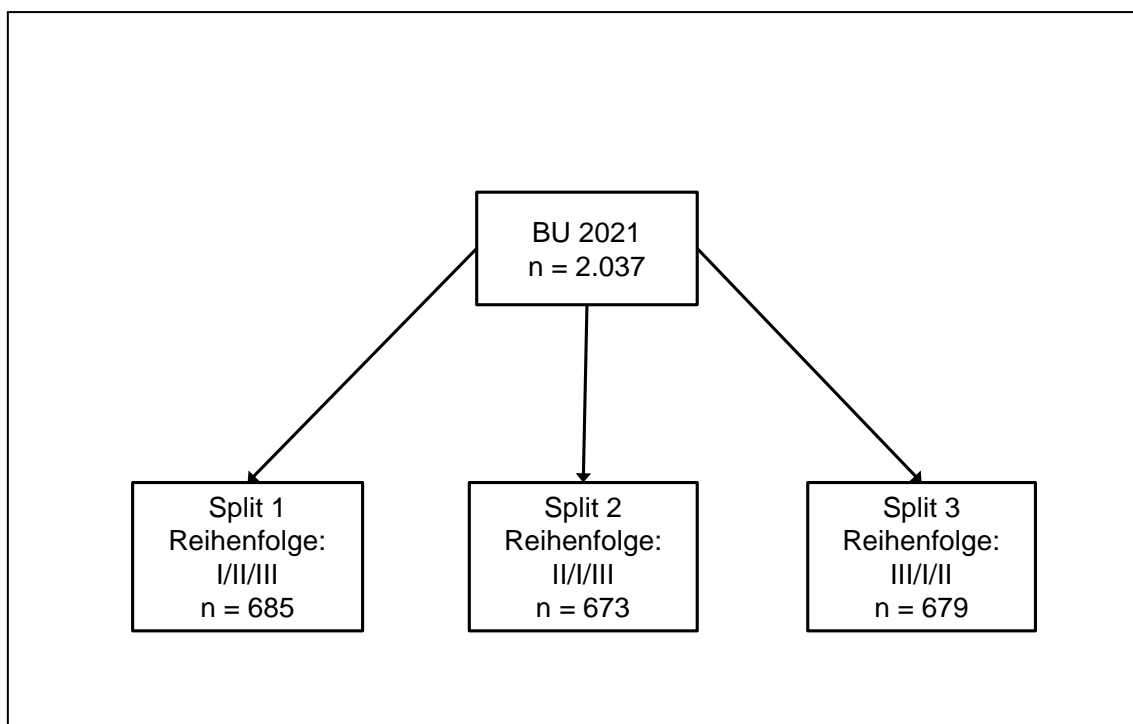 BU 2021
n = 2.037
Split 1
Reihenfolge:
I/II/III
n = 685
Split 2
Reihenfolge:
II/I/III
n = 673
Split 3
Reihenfolge:
III/I/II
n = 679